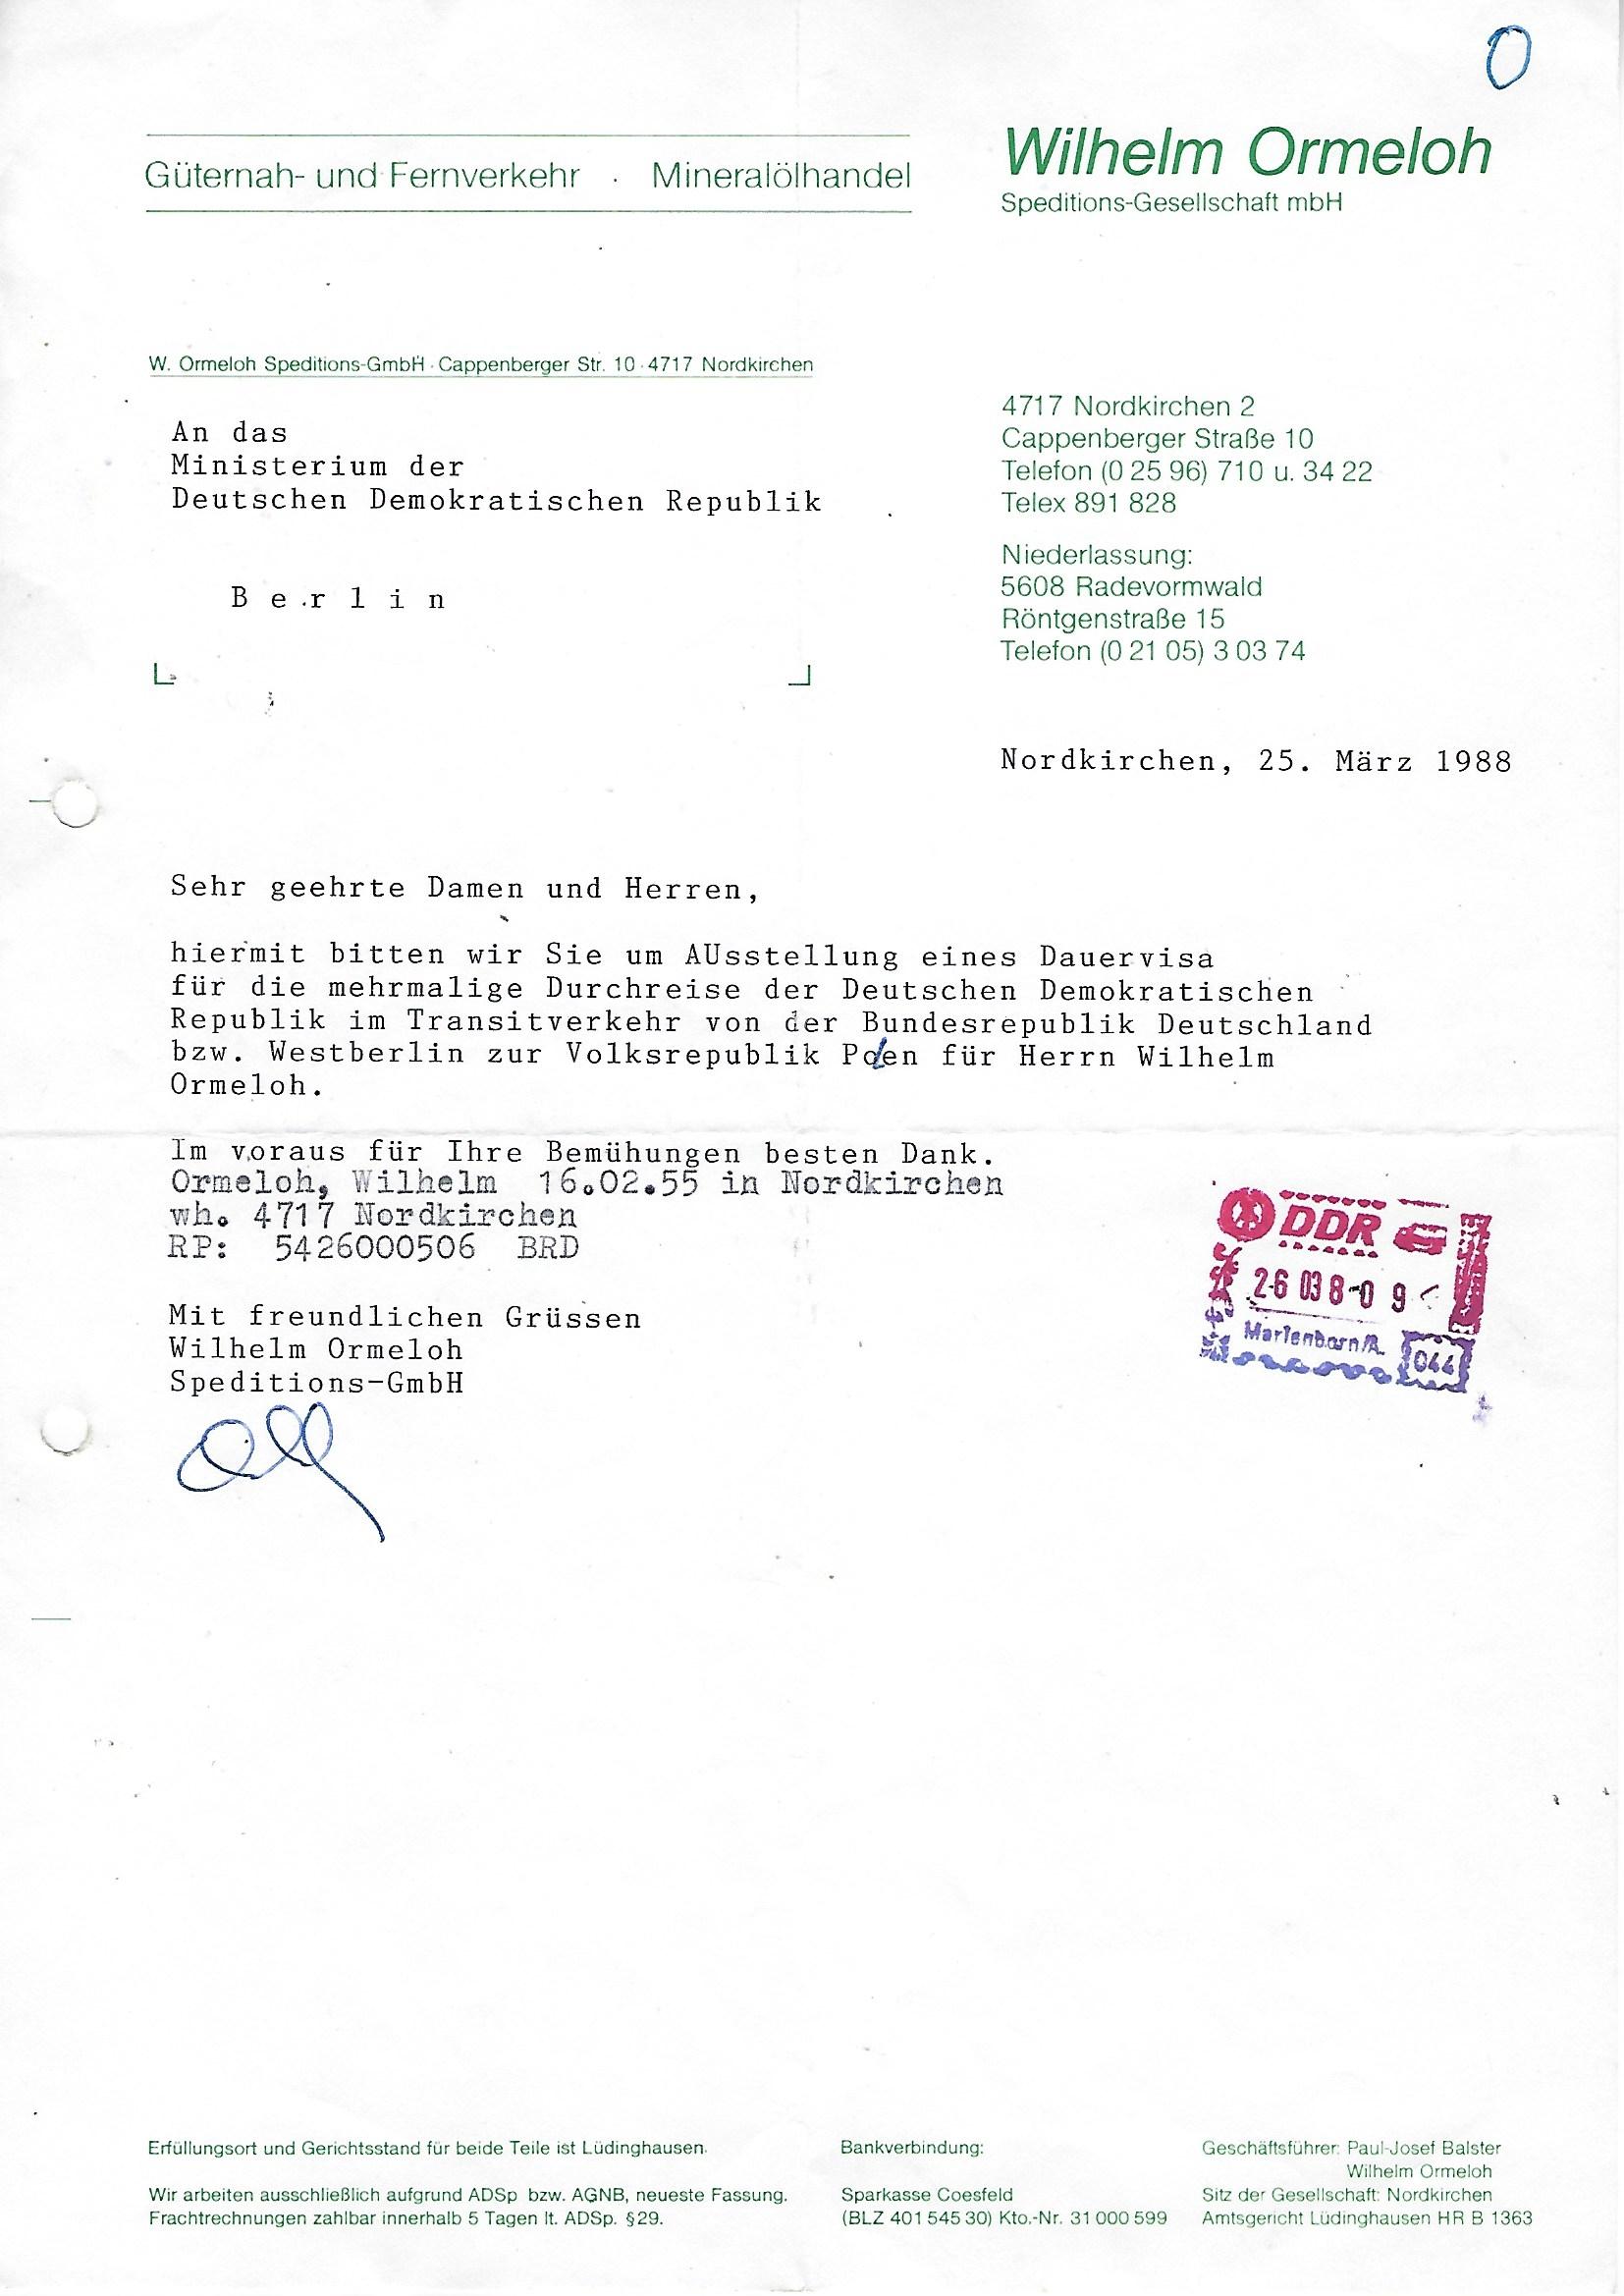 O
Güternah- und Fernverkehr · Mineralölhandel
Wilhelm Ormeloh
Speditions-Gesellschaft mbH
W. Ormeloh Speditions-GmbH · Cappenberger Str. 10 · 4717 Nordkirchen
An das
Ministerium der
Deutschen Demokratischen Republik
B e r l i n
4717 Nordkirchen 2
Cappenberger Straße 10
Telefon (0 25 96) 710 u. 34 22
Telex 891 828
Niederlassung:
5608 Radevormwald
Röntgenstraße 15
Telefon (0 21 05) 3 03 74
Nordkirchen, 25. März 1988
Sehr geehrte Damen und Herren,
hiermit bitten wir Sie um AUsstellung eines Dauervisa
für die mehrmalige Durchreise der Deutschen Demokratischen
Republik im Transitverkehr von der Bundesrepublik Deutschland
bzw. Westberlin zur Volksrepublik Polen für Herrn Wilhelm
Ormeloh.
Im voraus für Ihre Bemühungen besten Dank.
Ormeloh, Wilhelm 16.02.55 in Nordkirchen
wh. 4717 Nordkirchen
RP: 5426000506 BRD
DDR
26 03 8
Marienborn/A.
044
Mit freundlichen Grüssen
Wilhelm Ormeloh
Speditions-GmbH
Erfüllungsort und Gerichtsstand für beide Teile ist Lüdinghausen.
Wir arbeiten ausschließlich aufgrund ADSp bzw. AGNB, neueste Fassung.
Frachtrechnungen zahlbar innerhalb 5 Tagen lt. ADSp. §29.
Bankverbindung:
Sparkasse Coesfeld
(BLZ 401 545 30) Kto.-Nr. 31 000 599
Geschäftsführer: Paul-Josef Balster
Wilhelm Ormeloh
Sitz der Gesellschaft: Nordkirchen
Amtsgericht Lüdinghausen HR B 1363